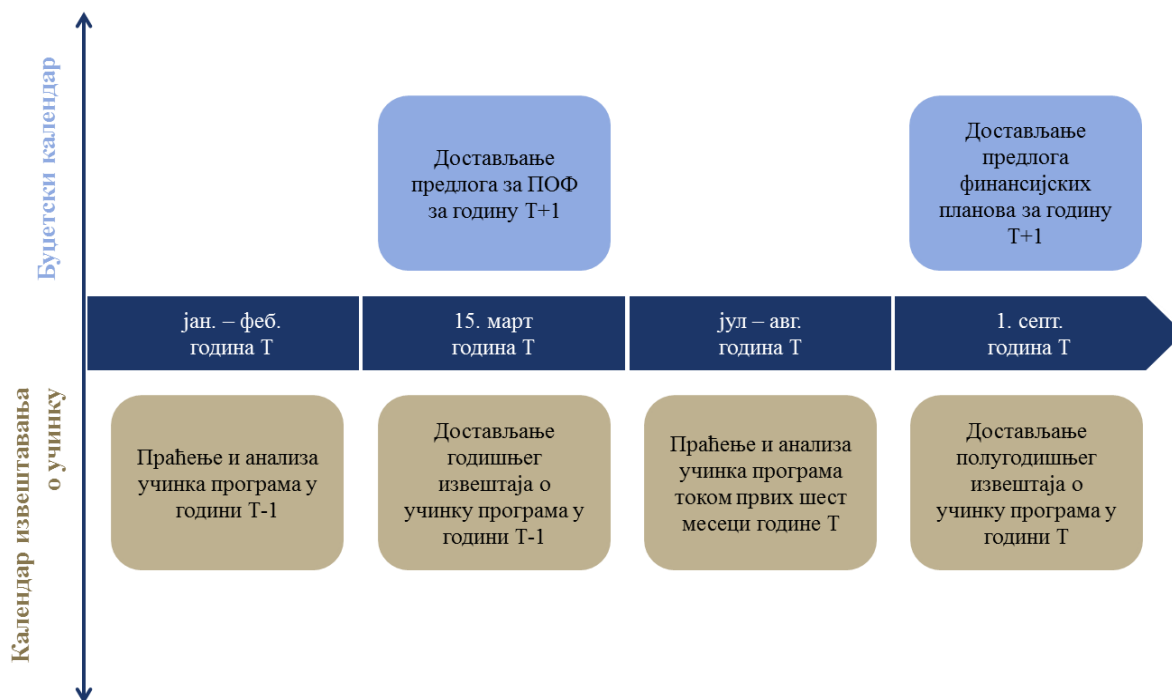 Буџетски календар
Достављање
предлога за ПОФ
за годину Т+1
Достављање
предлога
финансијских
планова за годину
Т+1
јан. – феб.
година Т
15. март
година Т
јул – авг.
година Т
1. септ.
година Т
Календар извештавања
о учинку
Праћење и анализа
учинка програма у
години Т-1
Достављање
годишњег
извештаја о
учинку програма у
години Т-1
Праћење и анализа
учинка програма
током првих шест
месеци године Т
Достављање
полугодишњег
извештаја о
учинку програма у
години Т